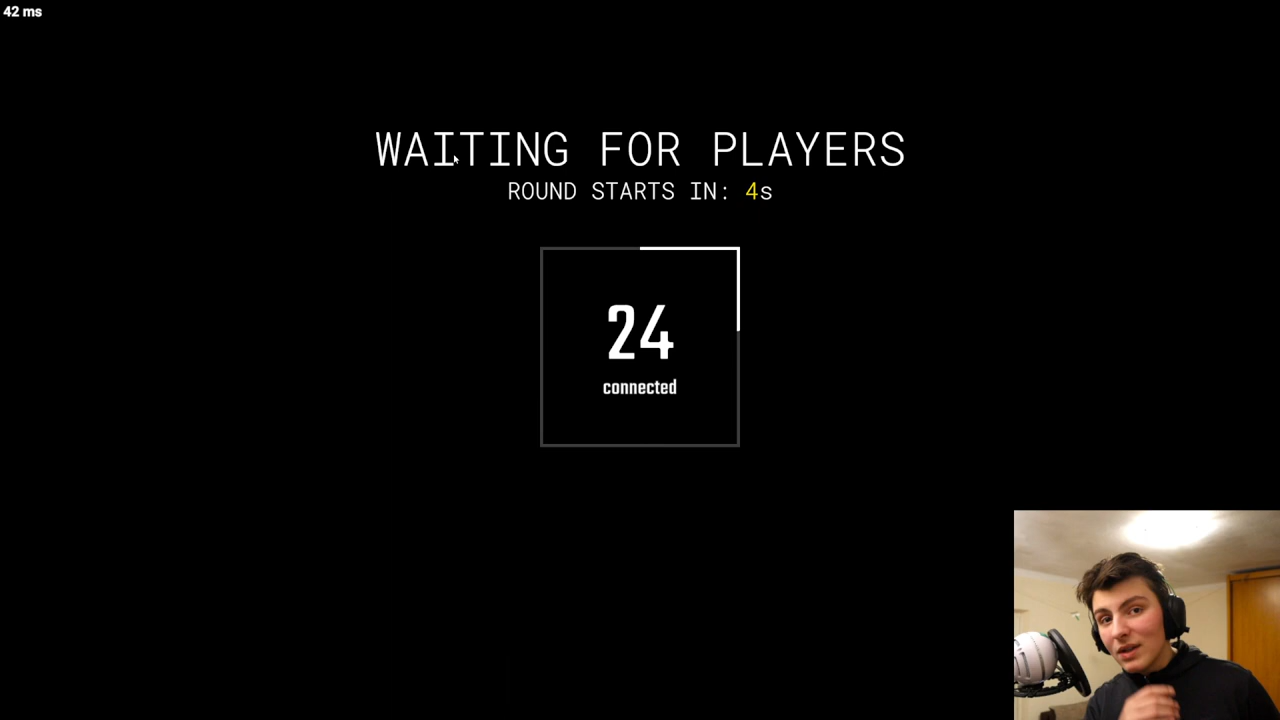 42 ms
WAITING FOR PLAYERS
ROUND STARTS IN: 4s
24
connected